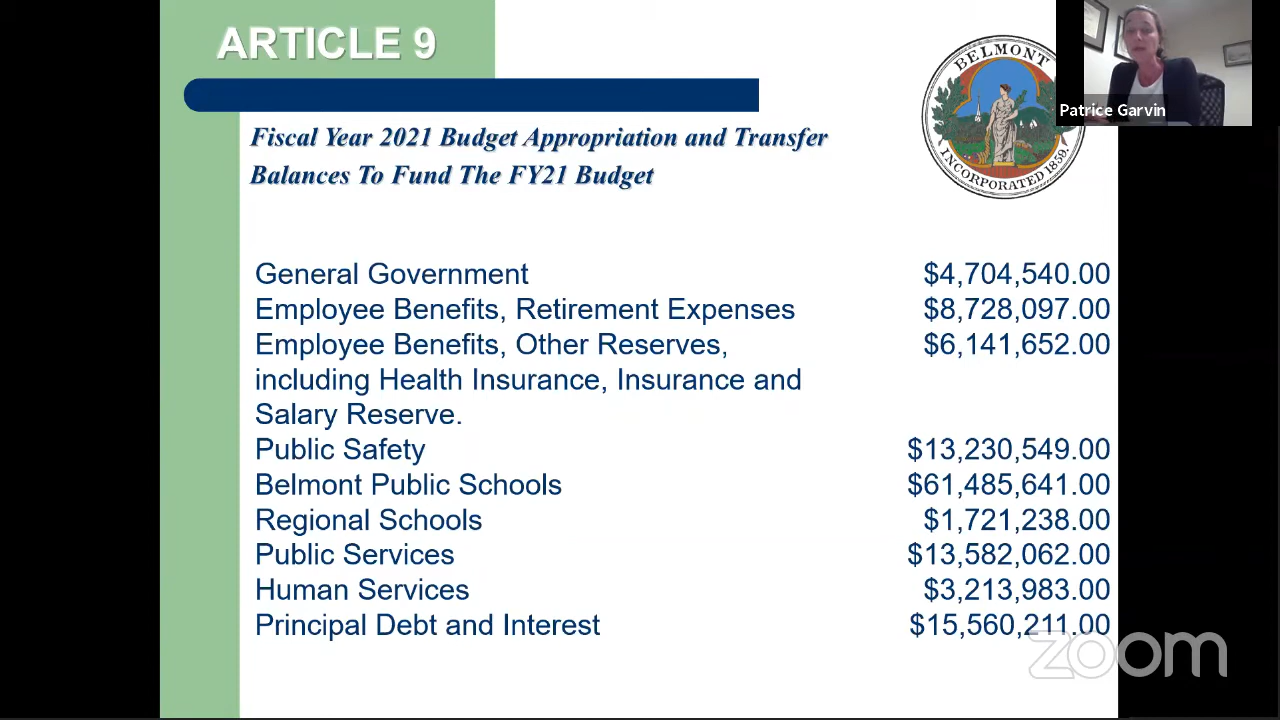 ARTICLE 9
BELMONT
INCORPORATED 1859.
Patrice Garvin
Fiscal Year 2021 Budget Appropriation and Transfer
Balances To Fund The FY21 Budget
General Government $4,704,540.00
Employee Benefits, Retirement Expenses $8,728,097.00
Employee Benefits, Other Reserves, $6,141,652.00
including Health Insurance, Insurance and
Salary Reserve.
Public Safety $13,230,549.00
Belmont Public Schools $61,485,641.00
Regional Schools $1,721,238.00
Public Services $13,582,062.00
Human Services $3,213,983.00
Principal Debt and Interest $15,560,211.00
zoom